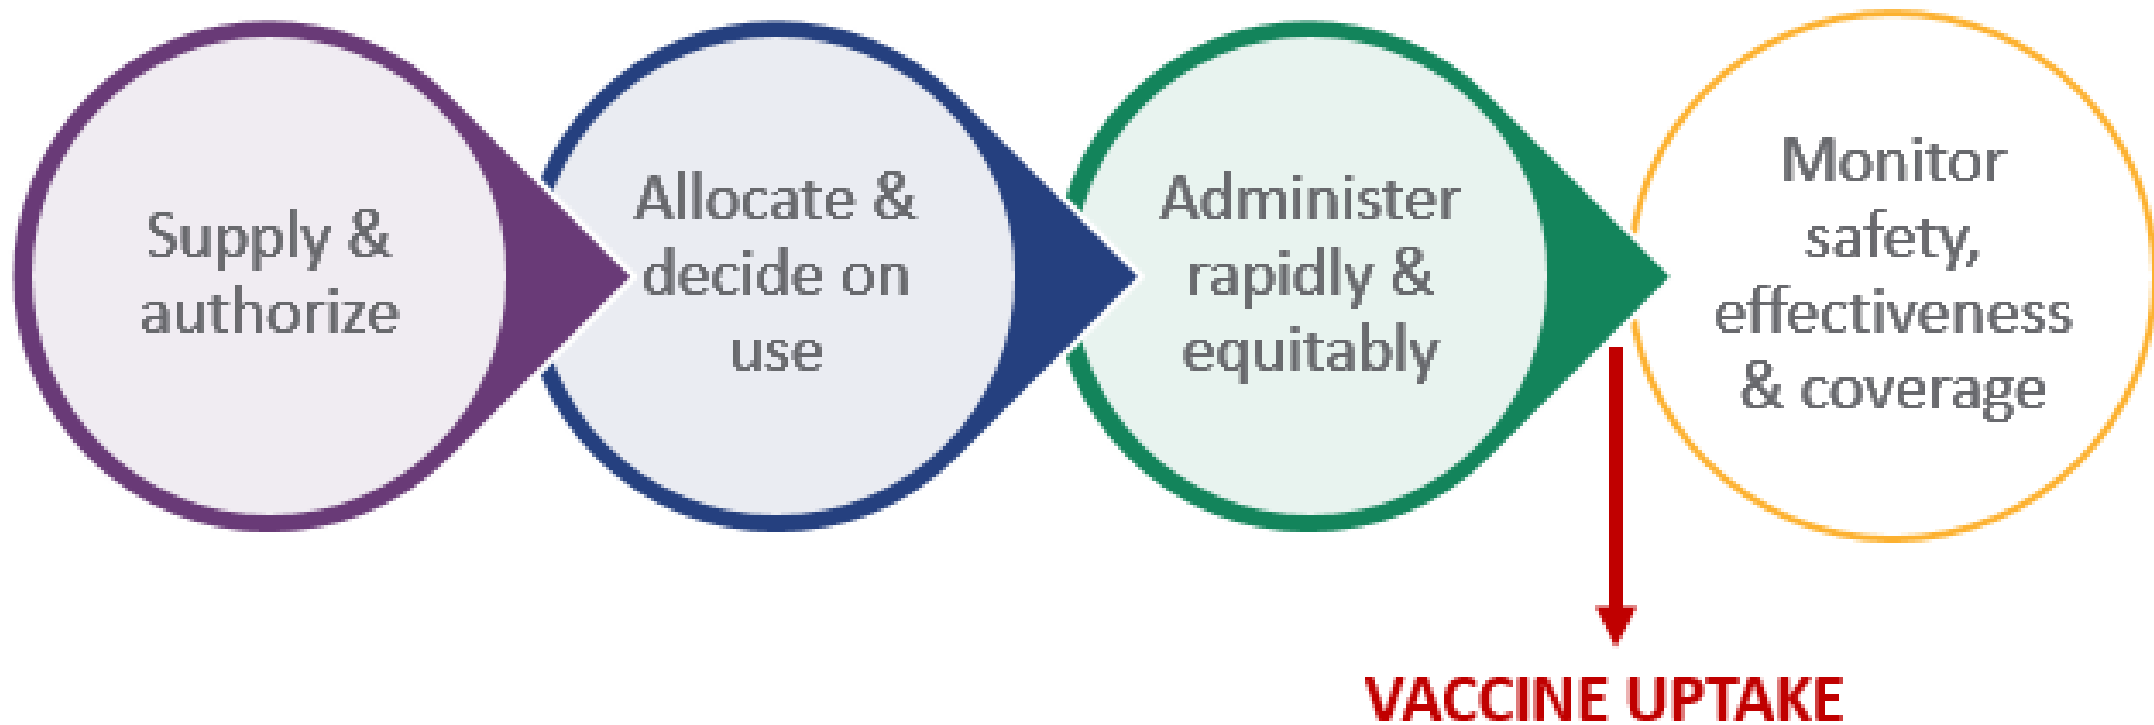 Supply &
authorize
Allocate &
decide on
use
Administer
rapidly &
equitably
Monitor
safety,
effectiveness
& coverage
VACCINE UPTAKE